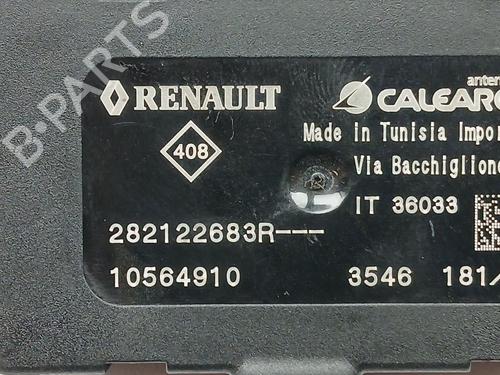 B-PARTS
RENAULT
anten
CALEARO
408
Made in Tunisia Impor
Via Bacchiglione
IT 36033
282122683R---
10564910 3546 181/